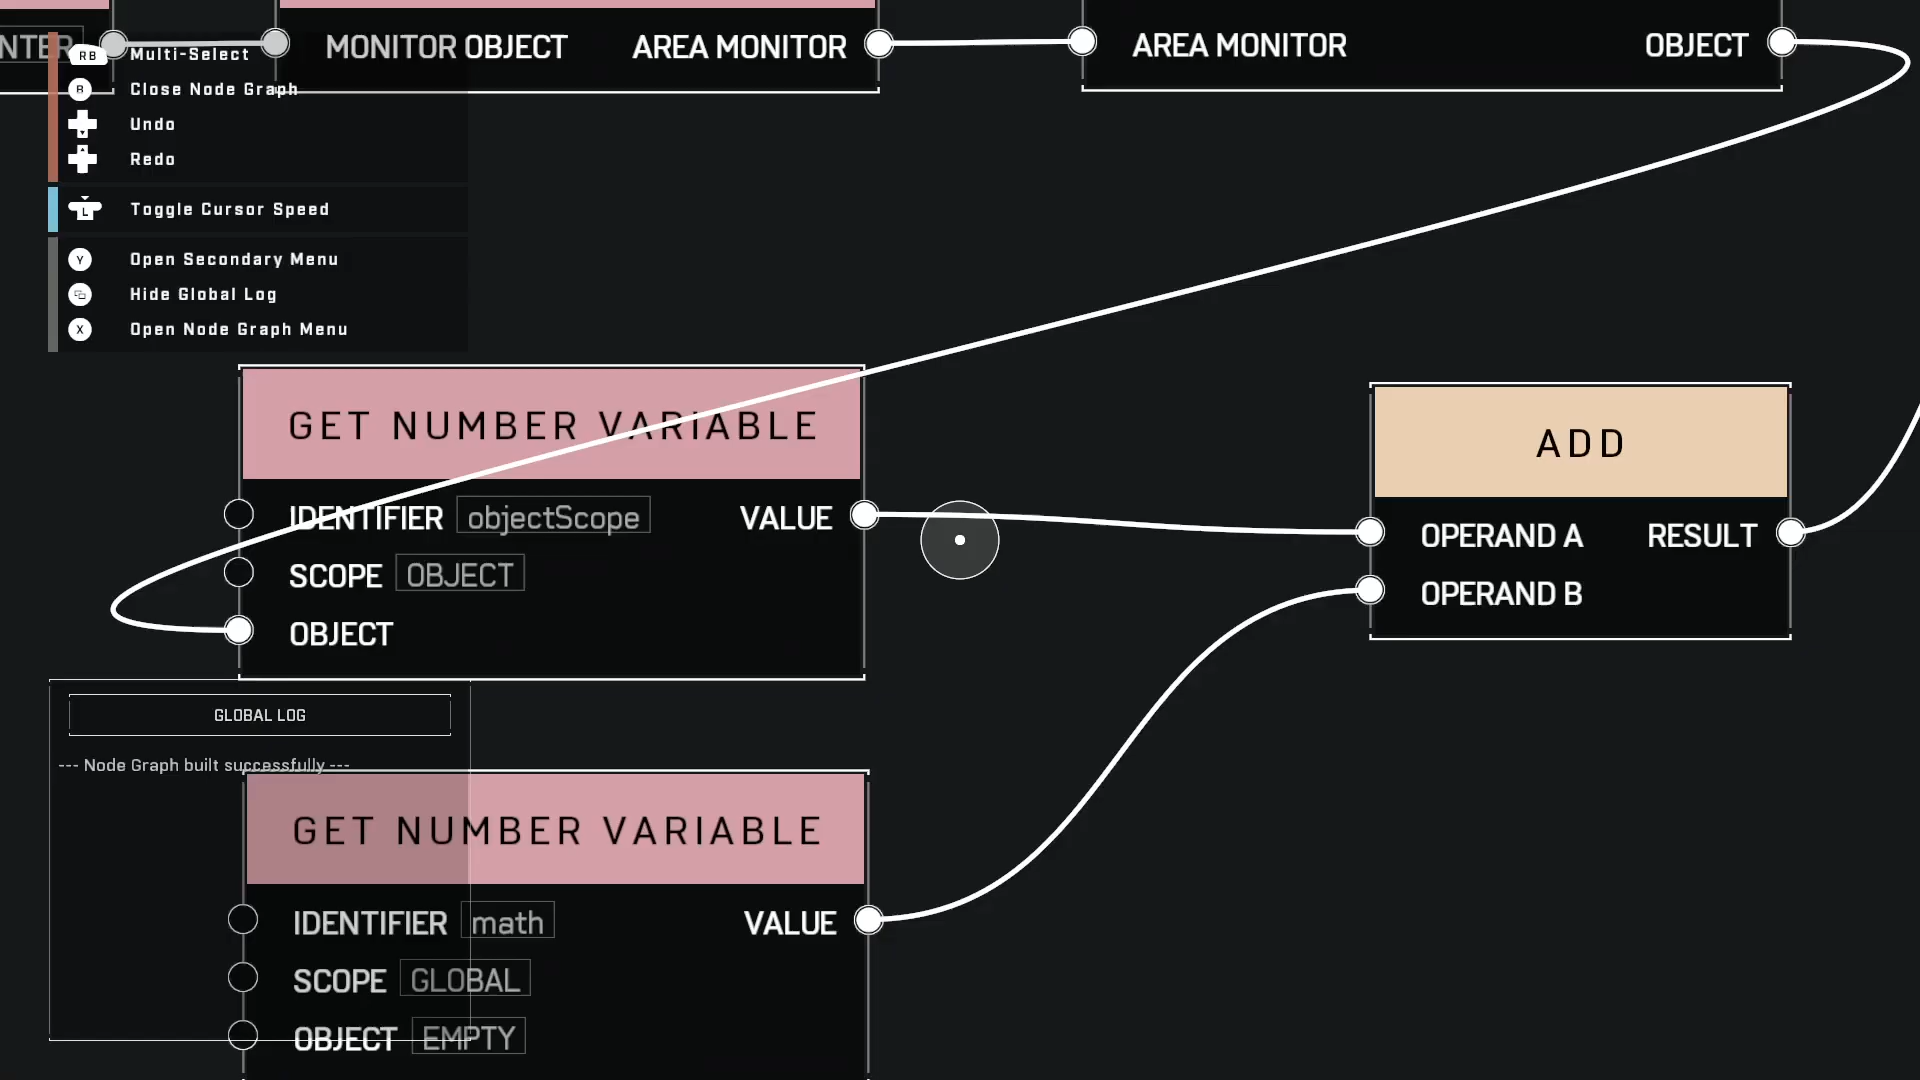 NTER
MONITOR OBJECT
AREA MONITOR
AREA MONITOR
OBJECT
RB Multi-Select
B Close Node Graph
Undo
Redo
L Toggle Cursor Speed
Y Open Secondary Menu
Hide Global Log
X Open Node Graph Menu
GET NUMBER VARIABLE
IDENTIFIER objectScope VALUE
SCOPE OBJECT
OBJECT
ADD
OPERAND A RESULT
OPERAND B
GLOBAL LOG
--- Node Graph built successfully ---
GET NUMBER VARIABLE
IDENTIFIER math VALUE
SCOPE GLOBAL
OBJECT EMPTY